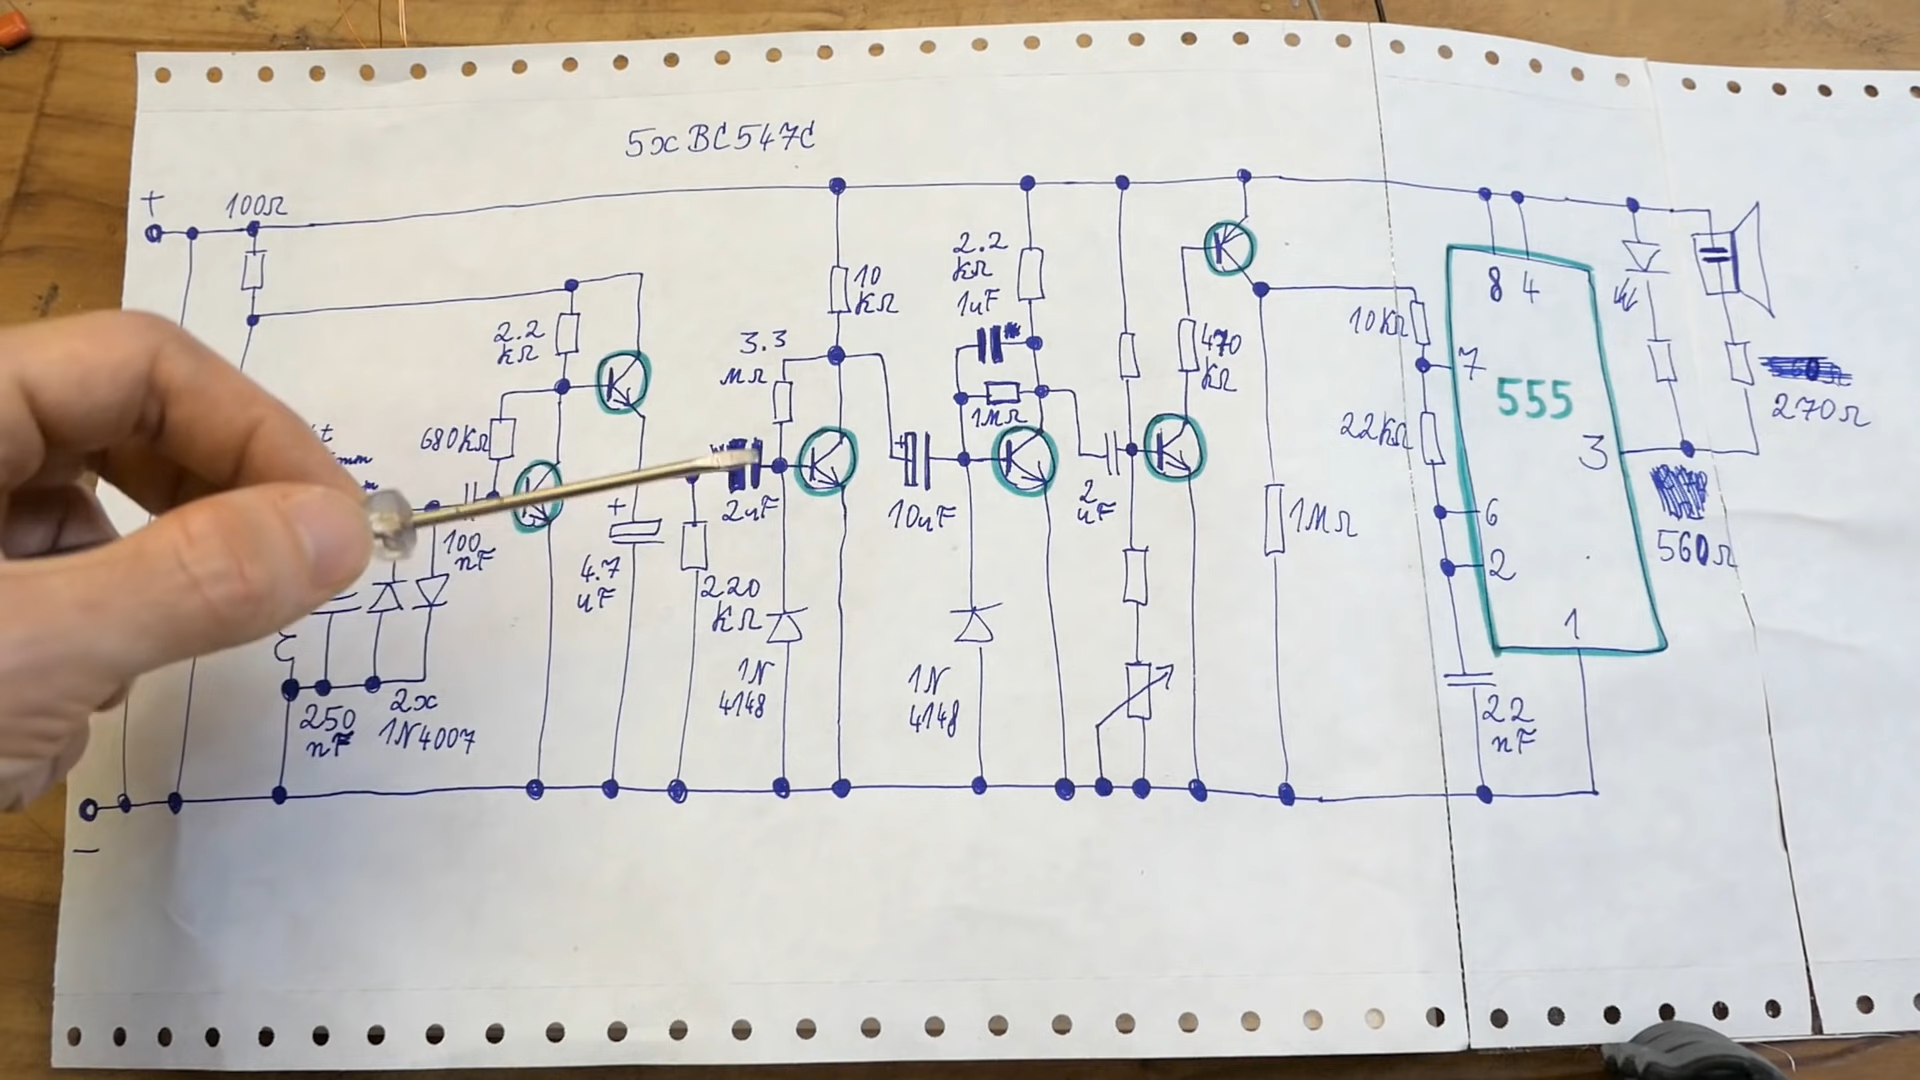 5xBC547C
+
100Ω
2.2
kΩ
680KΩ
100
nF
+
4.7
uF
250
nF
2x
1N4007
3.3
MΩ
10
kΩ
2uF
220
KΩ
1N
4148
2.2
kΩ
1uF
1MΩ
+
10uF
1N
4148
2
uF
470
KΩ
1MΩ
10KΩ
22KΩ
22
nF
8 4
7
555
3
6
2
1
270Ω
560Ω
−